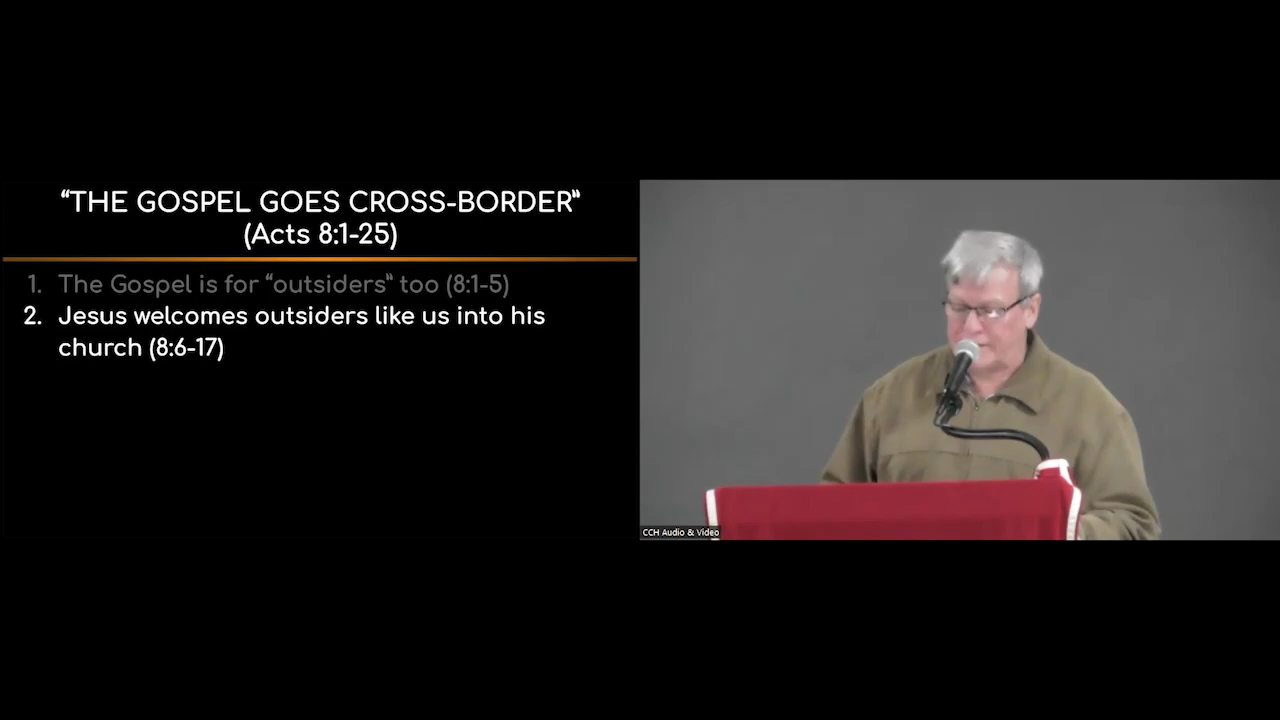 “THE GOSPEL GOES CROSS-BORDER”
(Acts 8:1-25)
1. The Gospel is for “outsiders” too (8:1-5)
2. Jesus welcomes outsiders like us into his
church (8:6-17)
CCH Audio & Video